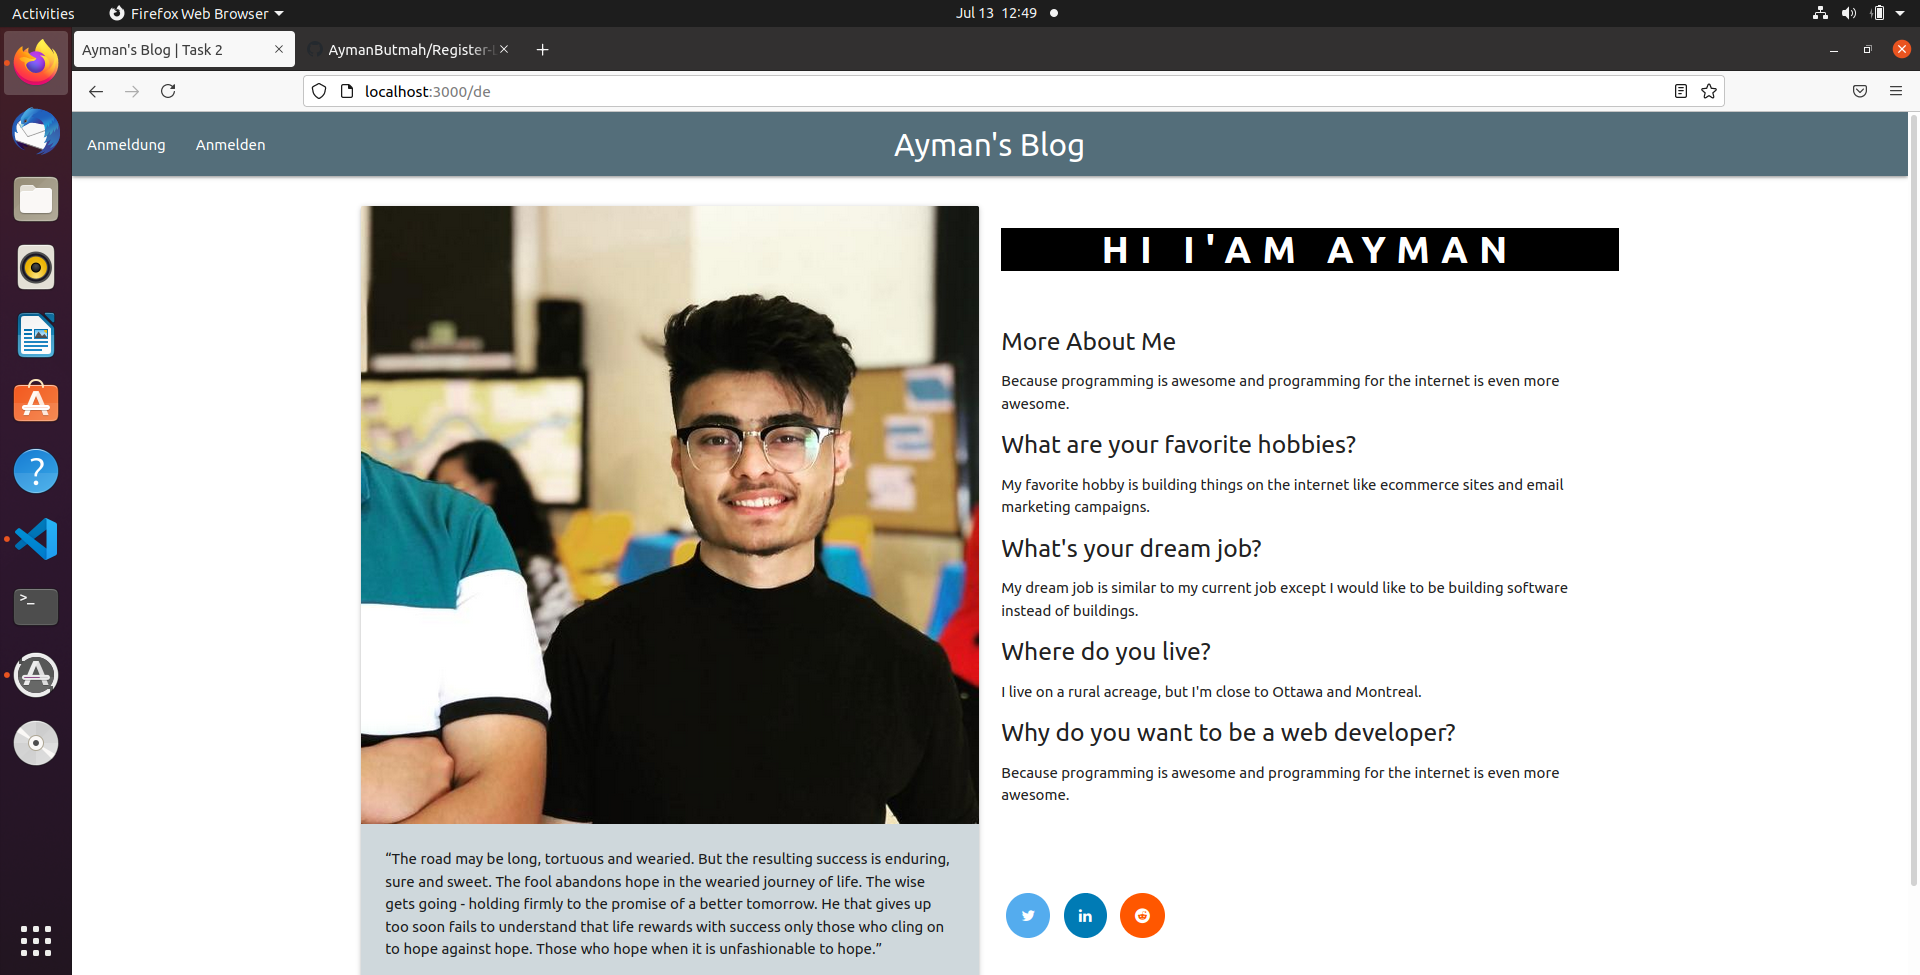 Activities
Firefox Web Browser
Jul 13 12:49
Ayman's Blog | Task 2
AymanButmah/Register-L
localhost:3000/de
Anmeldung
Anmelden
Ayman's Blog
HI I'AM AYMAN
More About Me
Because programming is awesome and programming for the internet is even more
awesome.
What are your favorite hobbies?
My favorite hobby is building things on the internet like ecommerce sites and email
marketing campaigns.
What's your dream job?
My dream job is similar to my current job except I would like to be building software
instead of buildings.
Where do you live?
I live on a rural acreage, but I'm close to Ottawa and Montreal.
Why do you want to be a web developer?
Because programming is awesome and programming for the internet is even more
awesome.
“The road may be long, tortuous and wearied. But the resulting success is enduring,
sure and sweet. The fool abandons hope in the wearied journey of life. The wise
gets going - holding firmly to the promise of a better tomorrow. He that gives up
too soon fails to understand that life rewards with success only those who cling on
to hope against hope. Those who hope when it is unfashionable to hope.”
in